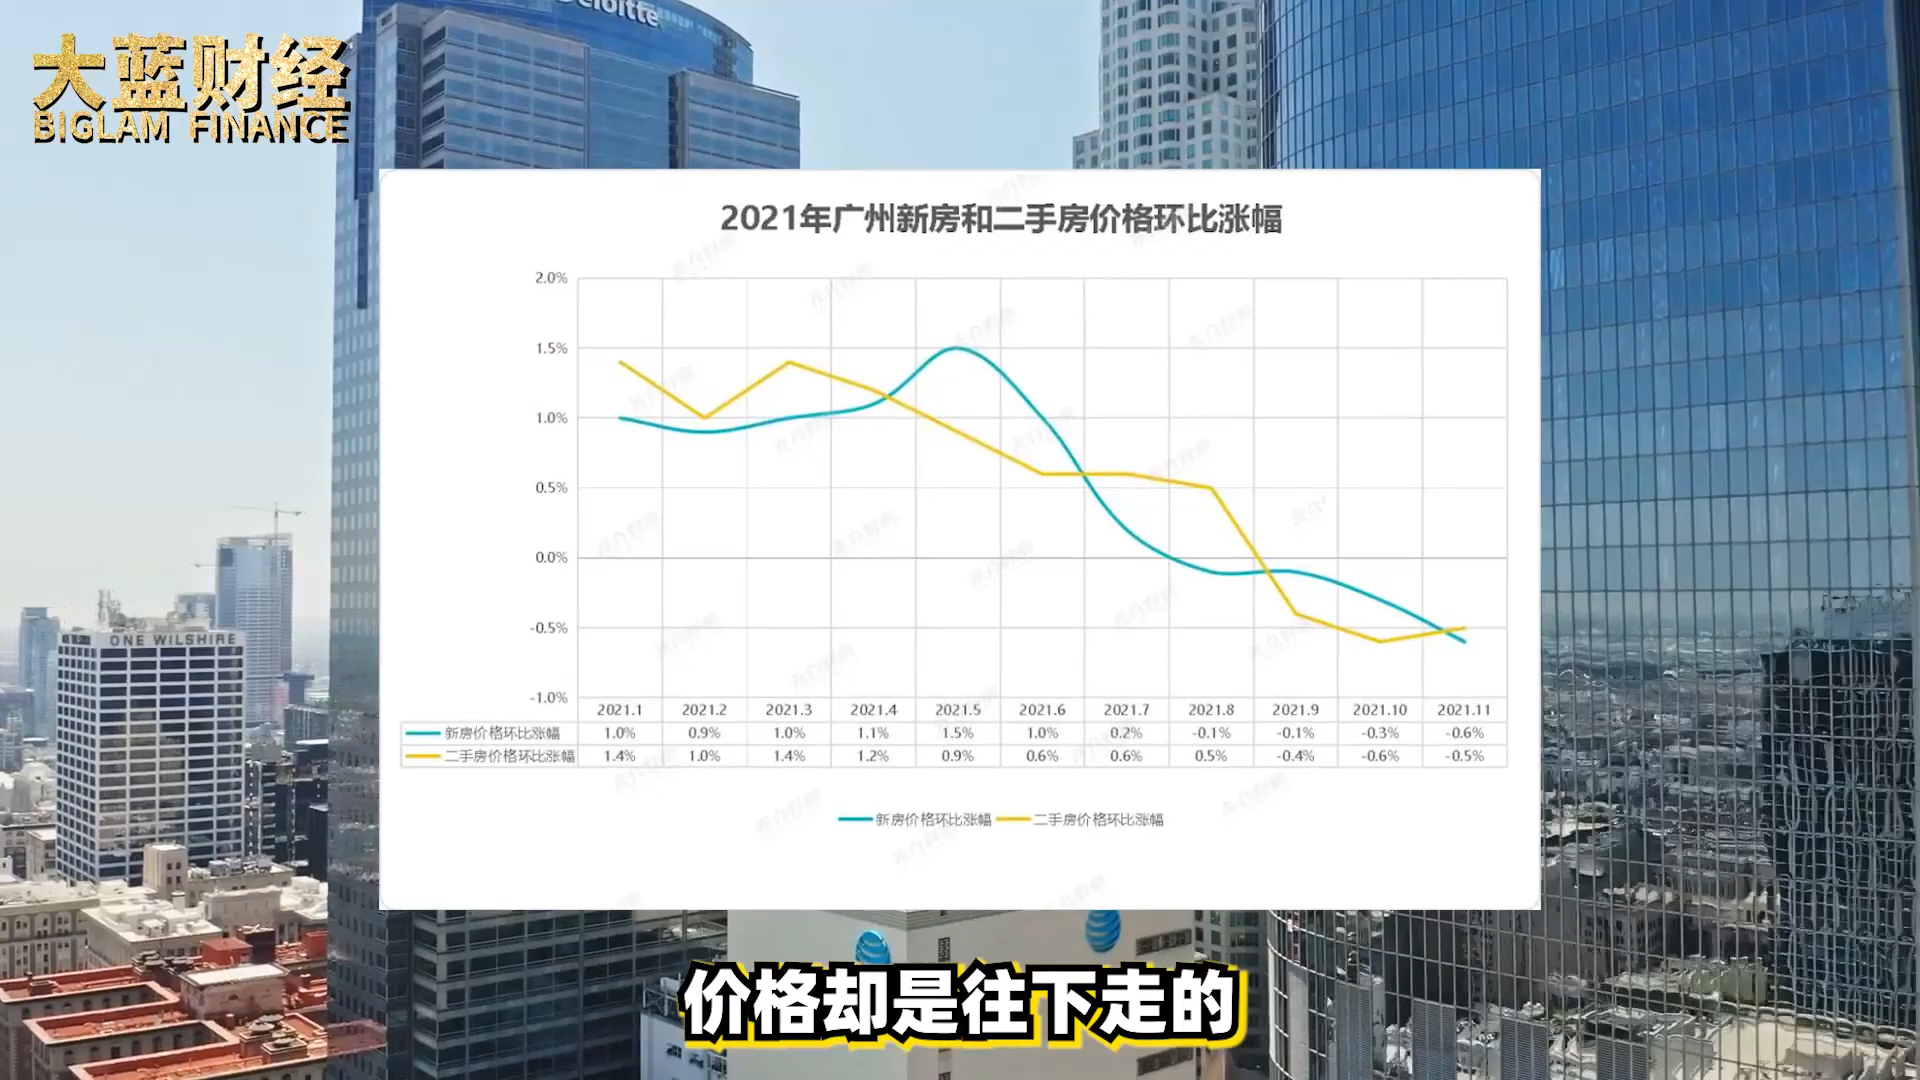 Deloitte
大蓝财经
BIGLAM FINANCE
2021年广州新房和二手房价格环比涨幅
2.0%
1.5%
1.0%
0.5%
0.0%
-0.5%
-1.0%
2021.1 2021.2 2021.3 2021.4 2021.5 2021.6 2021.7 2021.8 2021.9 2021.10 2021.11
新房价格环比涨幅 1.0% 0.9% 1.0% 1.1% 1.5% 1.0% 0.2% -0.1% -0.1% -0.3% -0.6%
二手房价格环比涨幅 1.4% 1.0% 1.4% 1.2% 0.9% 0.6% 0.6% 0.5% -0.4% -0.6% -0.5%
新房价格环比涨幅 二手房价格环比涨幅
ONE WILSHIRE
价格却是往下走的